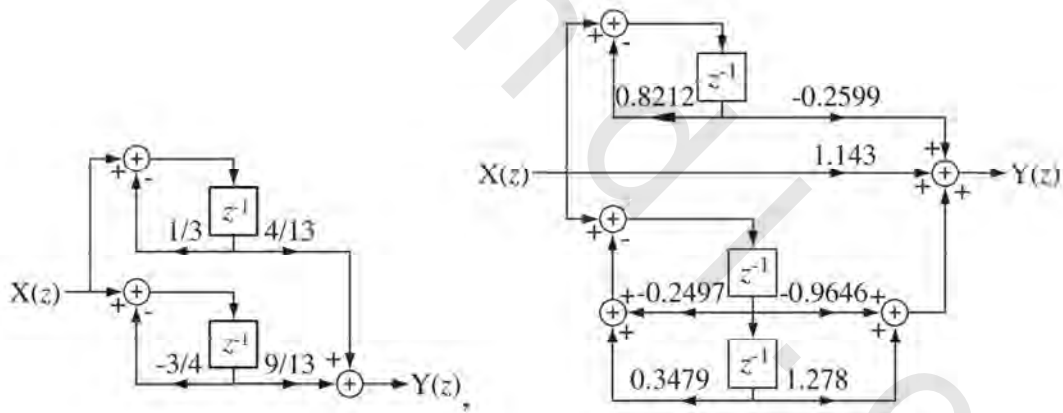 + -
z⁻¹
1/3 4/13
X(z)
+ -
z⁻¹
+
-3/4 9/13
+ Y(z) ,
+ -
z⁻¹
0.8212 -0.2599
+
X(z) 1.143 + + Y(z)
+ -
z⁻¹
+ -0.2497 -0.9646 +
+ +
z⁻¹
0.3479 1.278